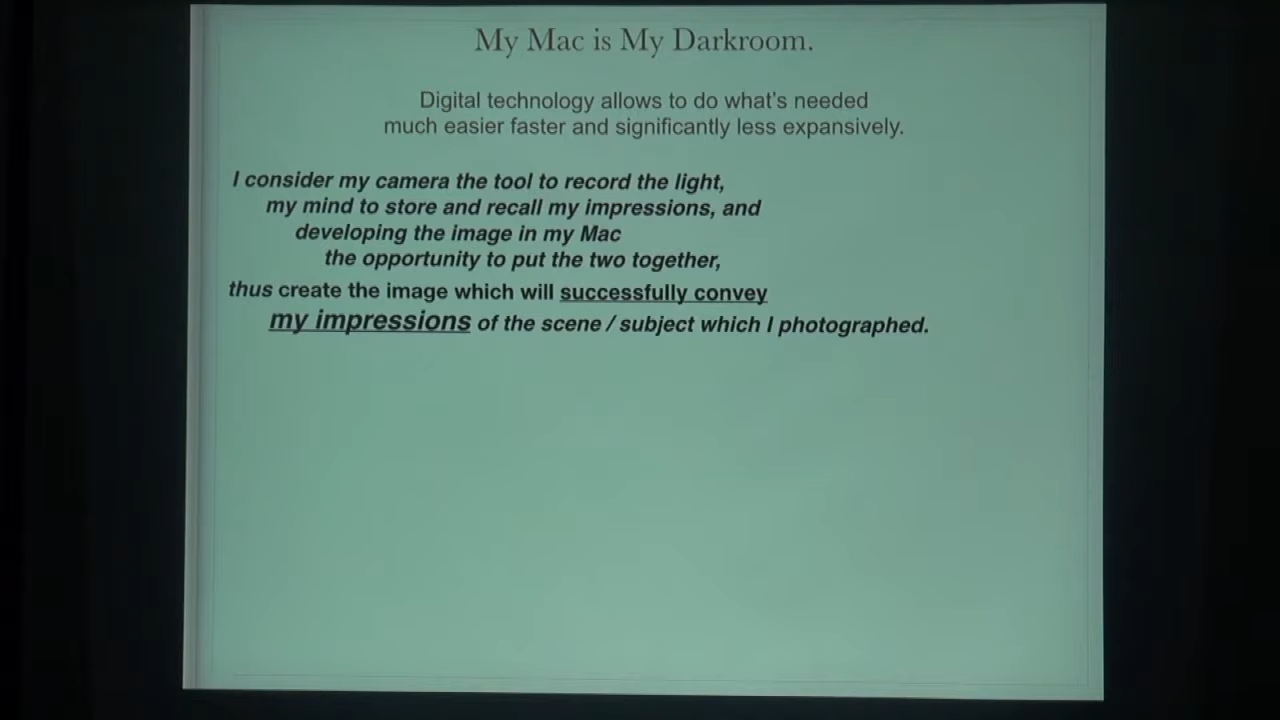 My Mac is My Darkroom.
Digital technology allows to do what's needed
much easier faster and significantly less expansively.
I consider my camera the tool to record the light,
my mind to store and recall my impressions, and
developing the image in my Mac
the opportunity to put the two together,
thus create the image which will successfully convey
my impressions of the scene / subject which I photographed.